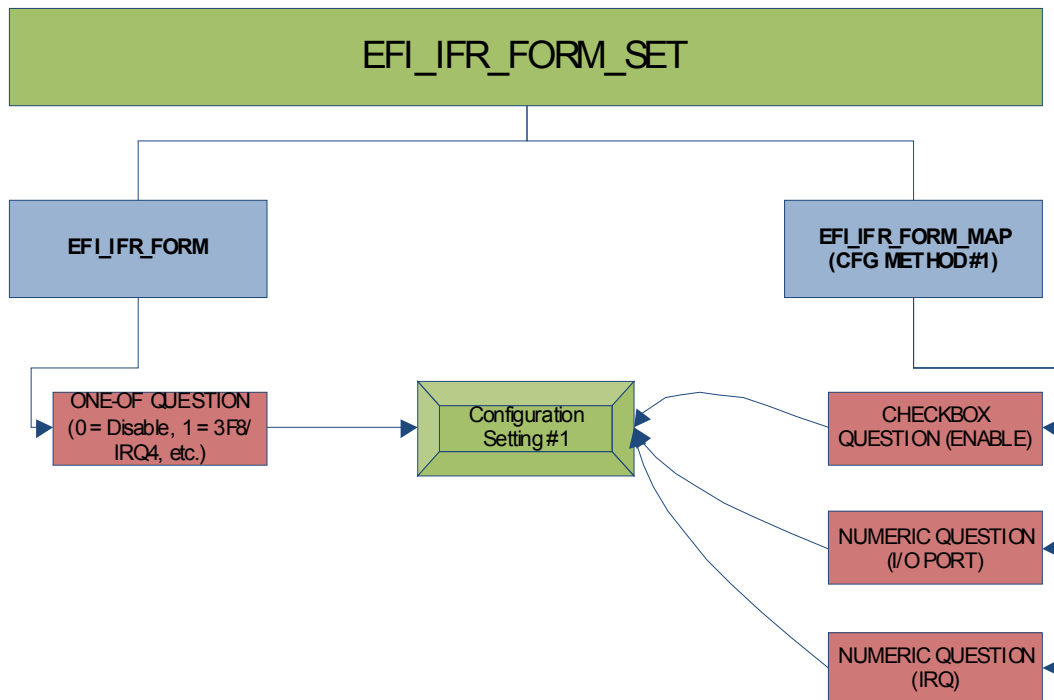 EFI_IFR_FORM_SET
EFI_IFR_FORM
EFI_IFR_FORM_MAP
(CFG METHOD #1)
ONE-OF QUESTION
(0 = Disable, 1 = 3F8/
IRQ4, etc.)
Configuration
Setting #1
CHECKBOX
QUESTION (ENABLE)
NUMERIC QUESTION
(I/O PORT)
NUMERIC QUESTION
(IRQ)